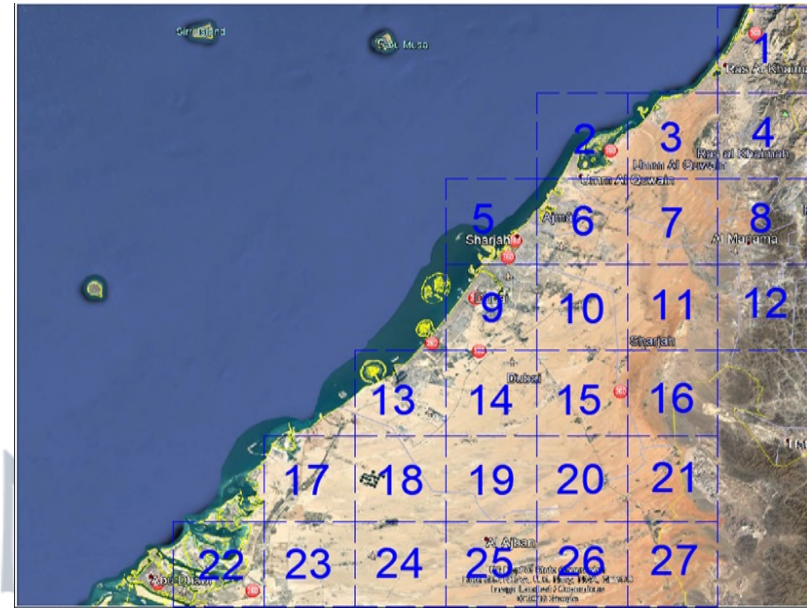 Sirri Island
Abu Musa
1
Ras Al Khaimah
2 3 4
Ras al Khaimah
Umm Al Quwain
Umm Al Quwain
5 6 7 8
Ajman
Sharjah
Al Manama
9 10 11 12
Dubai
Sharjah
13 14 15 16
Dubai
17 18 19 20 21
22 23 24 25 26 27
Abu Dhabi
Al Ajban